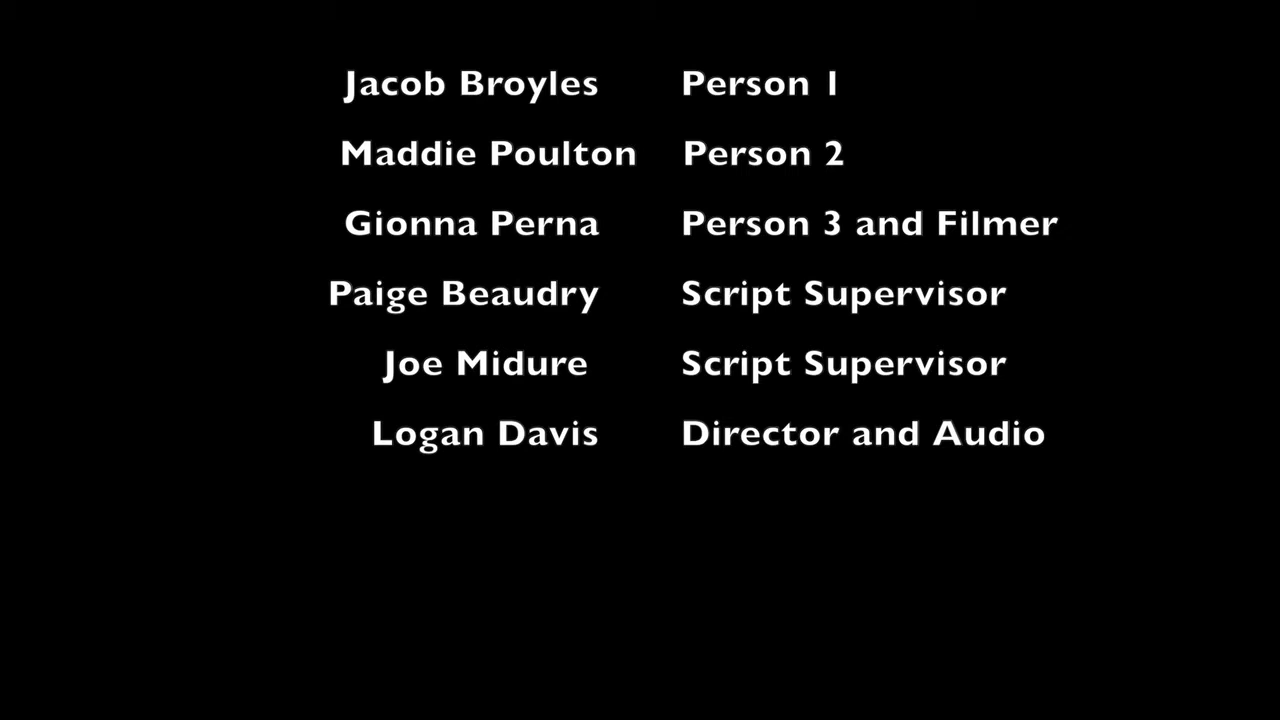 Jacob Broyles Person 1
Maddie Poulton Person 2
Gionna Perna Person 3 and Filmer
Paige Beaudry Script Supervisor
Joe Midure Script Supervisor
Logan Davis Director and Audio